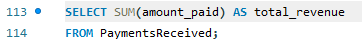 113 SELECT SUM(amount_paid) AS total_revenue
114 FROM PaymentsReceived;